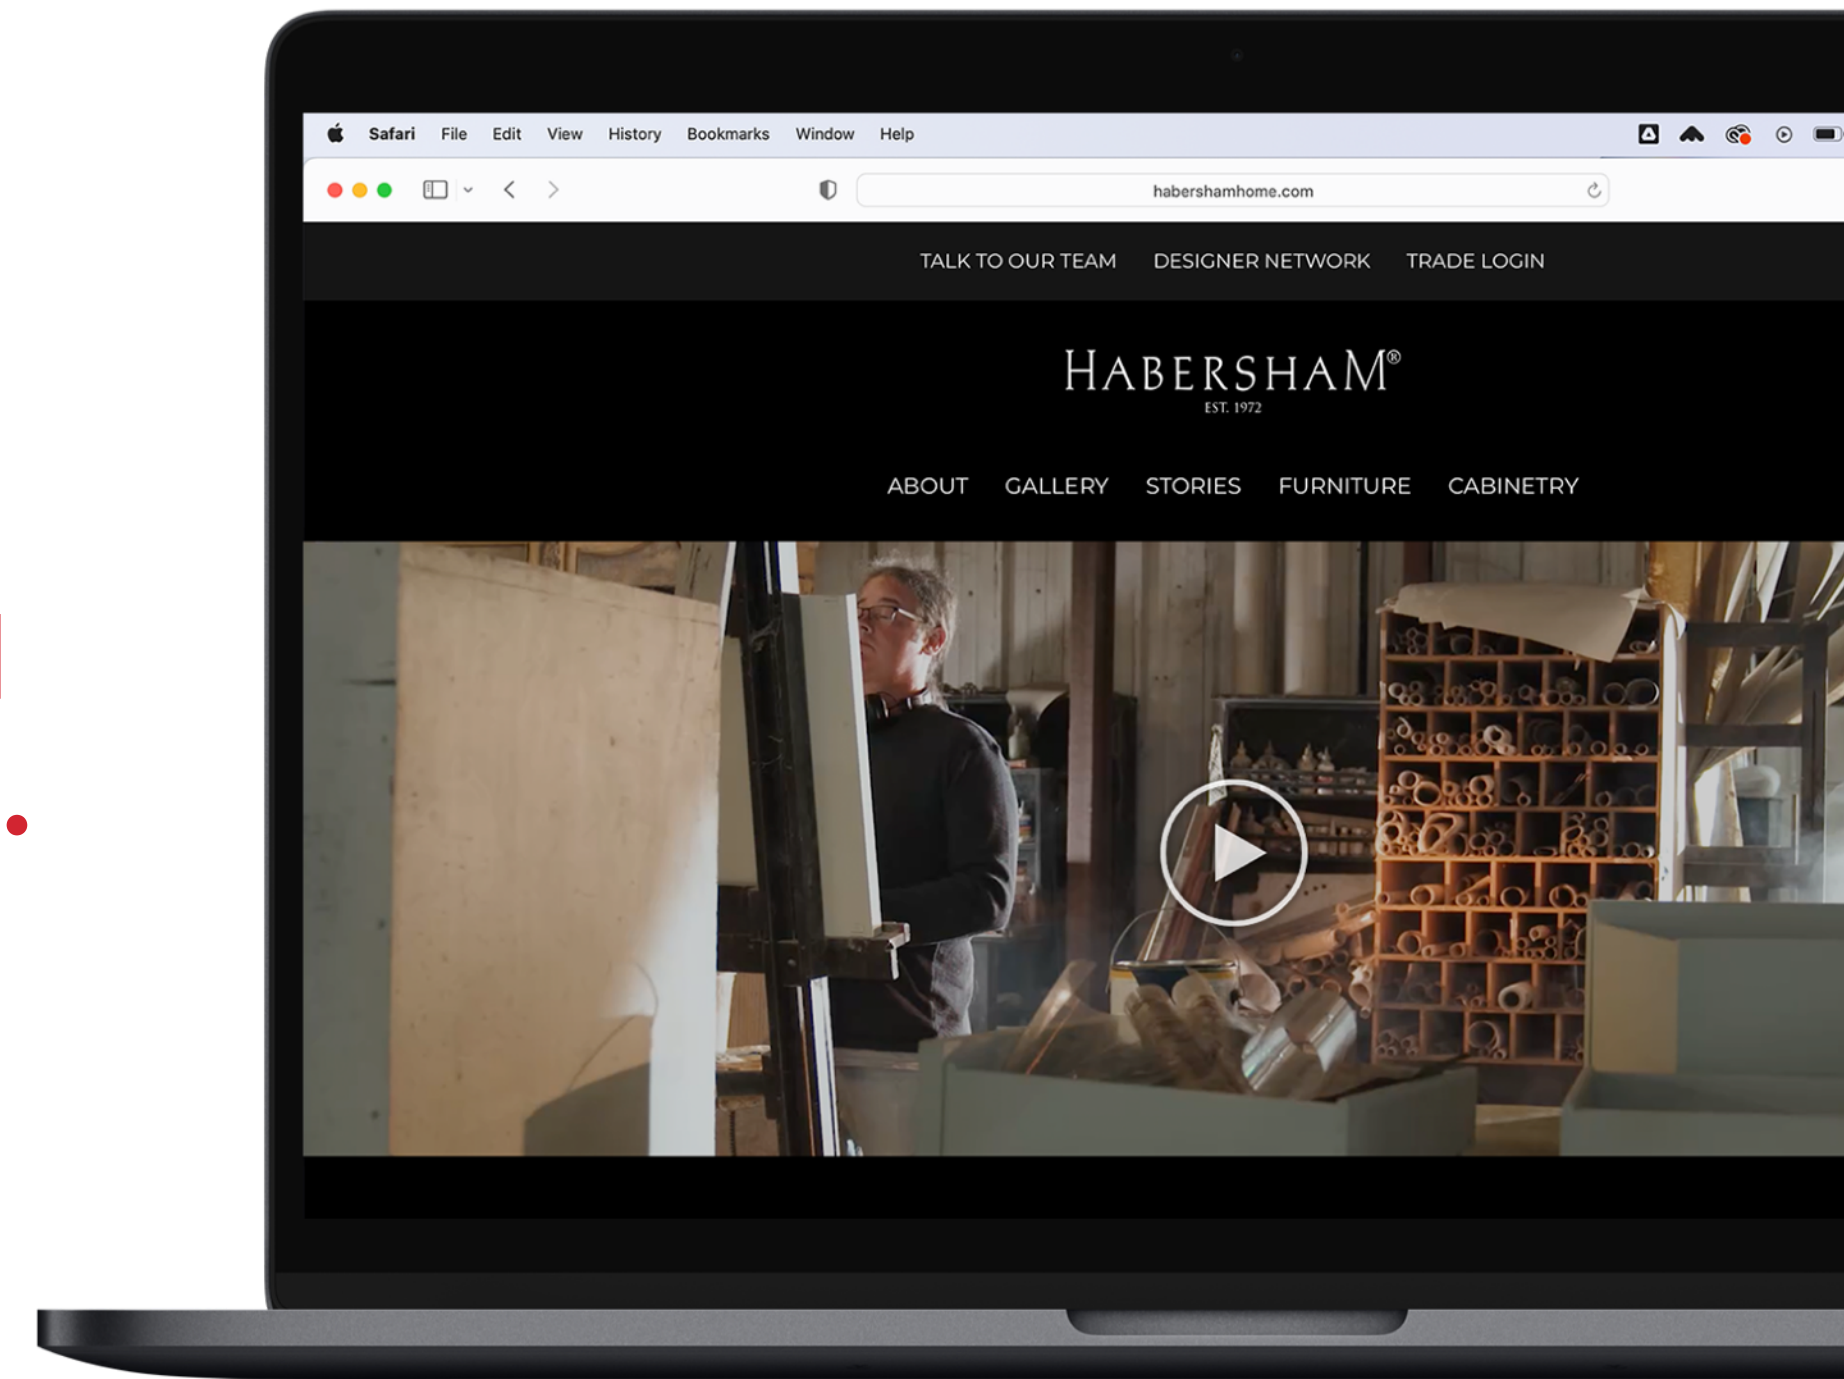 Safari File Edit View History Bookmarks Window Help
habershamhome.com
TALK TO OUR TEAM DESIGNER NETWORK TRADE LOGIN
HABERSHAM®
EST. 1972
ABOUT GALLERY STORIES FURNITURE CABINETRY